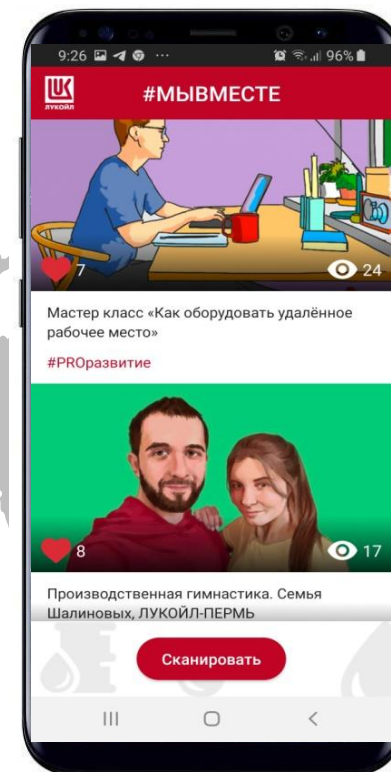 9:26
96%
ЛУКОЙЛ
#МЫВМЕСТЕ
7
24
Мастер класс «Как оборудовать удалённое
рабочее место»
#PROразвитие
8
17
Производственная гимнастика. Семья
Шалиновых, ЛУКОЙЛ-ПЕРМЬ
Сканировать